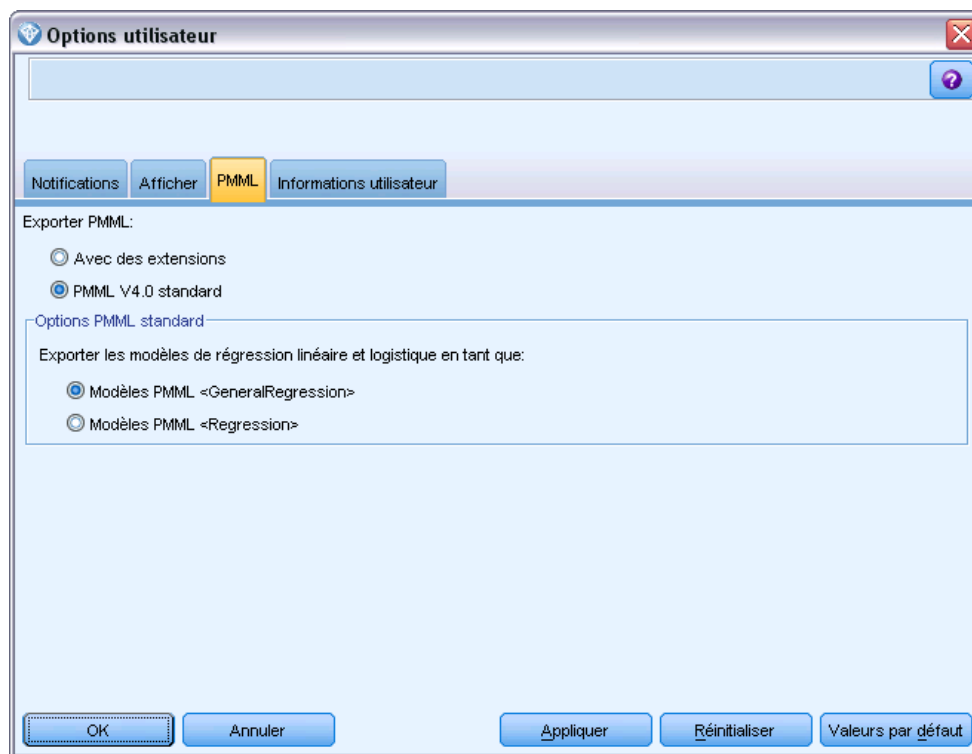 Options utilisateur
Notifications Afficher PMML Informations utilisateur
Exporter PMML:
Avec des extensions
PMML V4.0 standard
Options PMML standard
Exporter les modèles de régression linéaire et logistique en tant que:
Modèles PMML <GeneralRegression>
Modèles PMML <Regression>
OK Annuler Appliquer Réinitialiser Valeurs par défaut